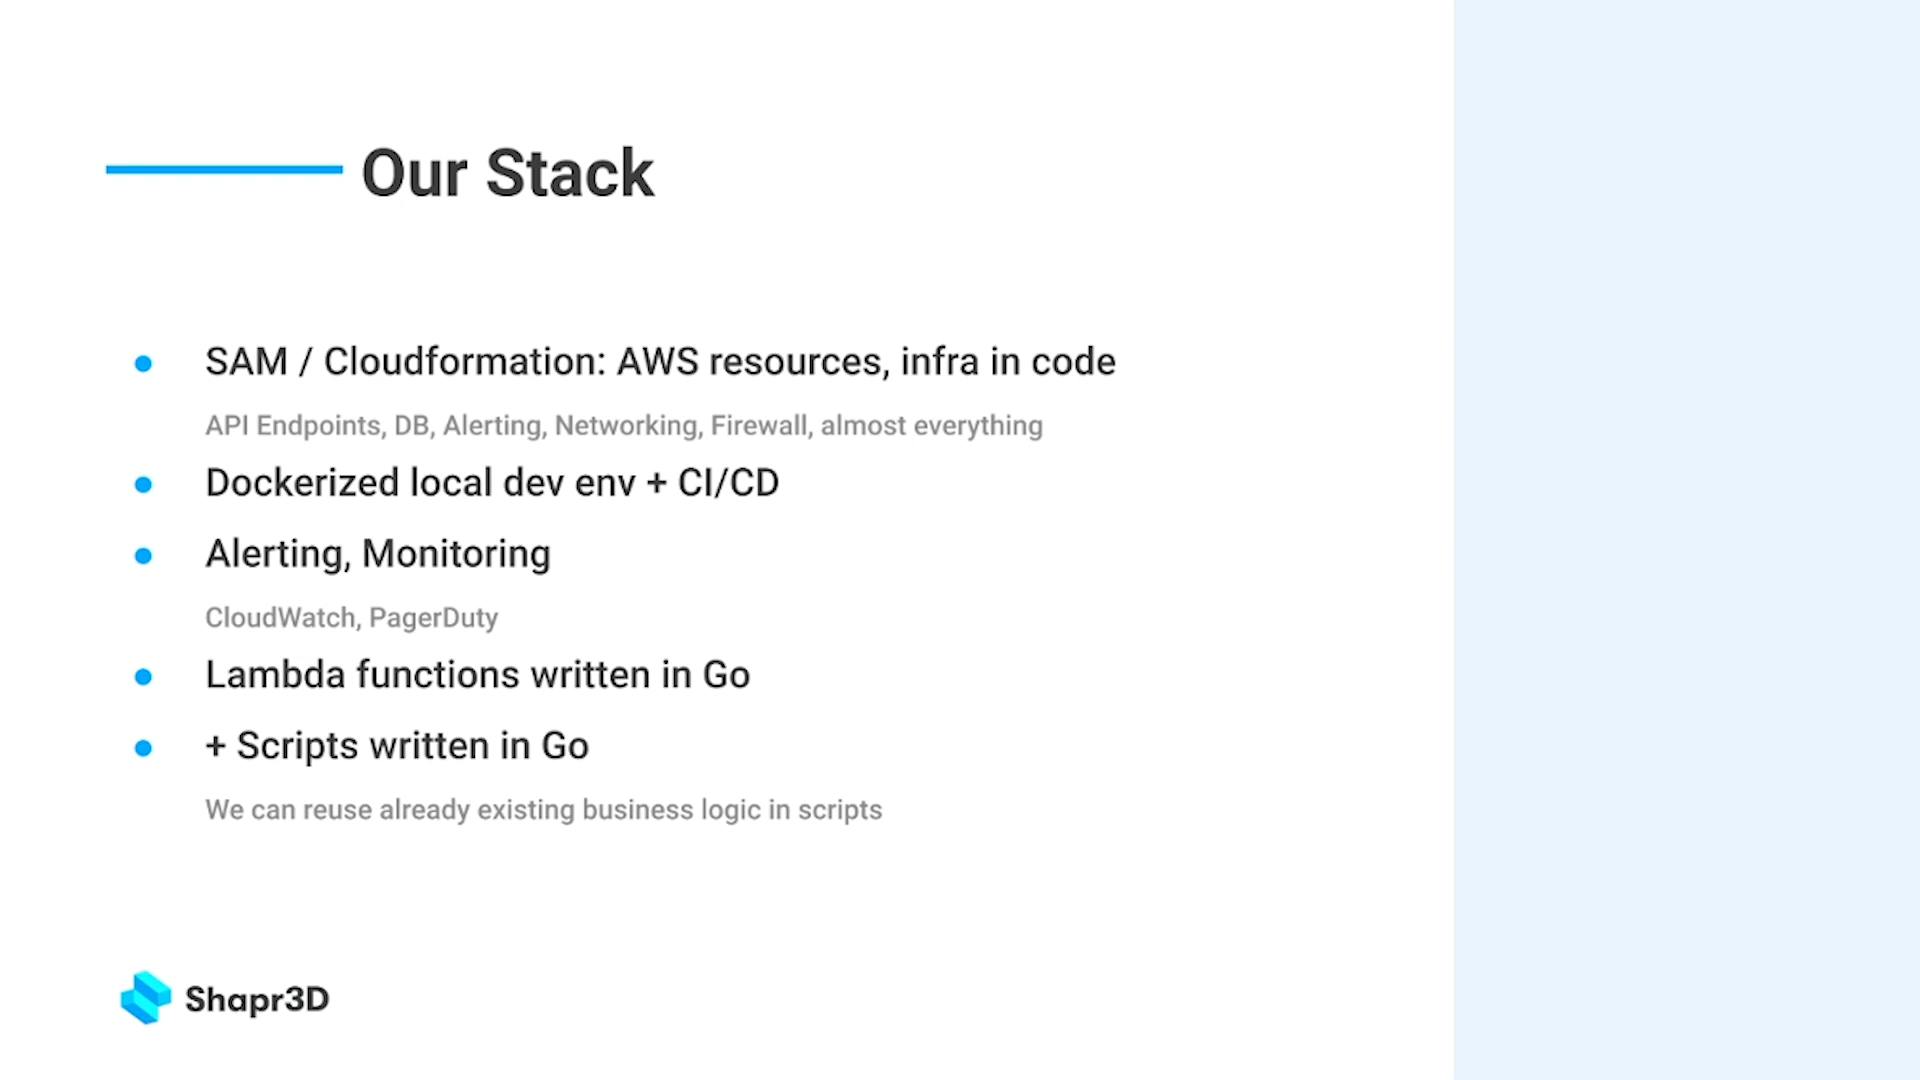 Our Stack
SAM / Cloudformation: AWS resources, infra in code
API Endpoints, DB, Alerting, Networking, Firewall, almost everything
Dockerized local dev env + CI/CD
Alerting, Monitoring
CloudWatch, PagerDuty
Lambda functions written in Go
+ Scripts written in Go
We can reuse already existing business logic in scripts
Shapr3D